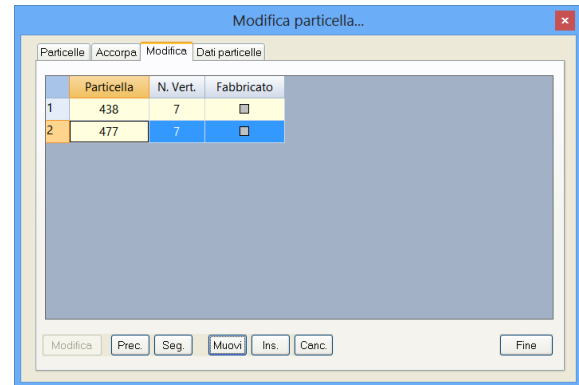 Modifica particella...
Particelle Accorpa Modifica Dati particelle
Particella N. Vert. Fabbricato
1 438 7
2 477 7
Modifica Prec. Seg. Muovi Ins. Canc. Fine